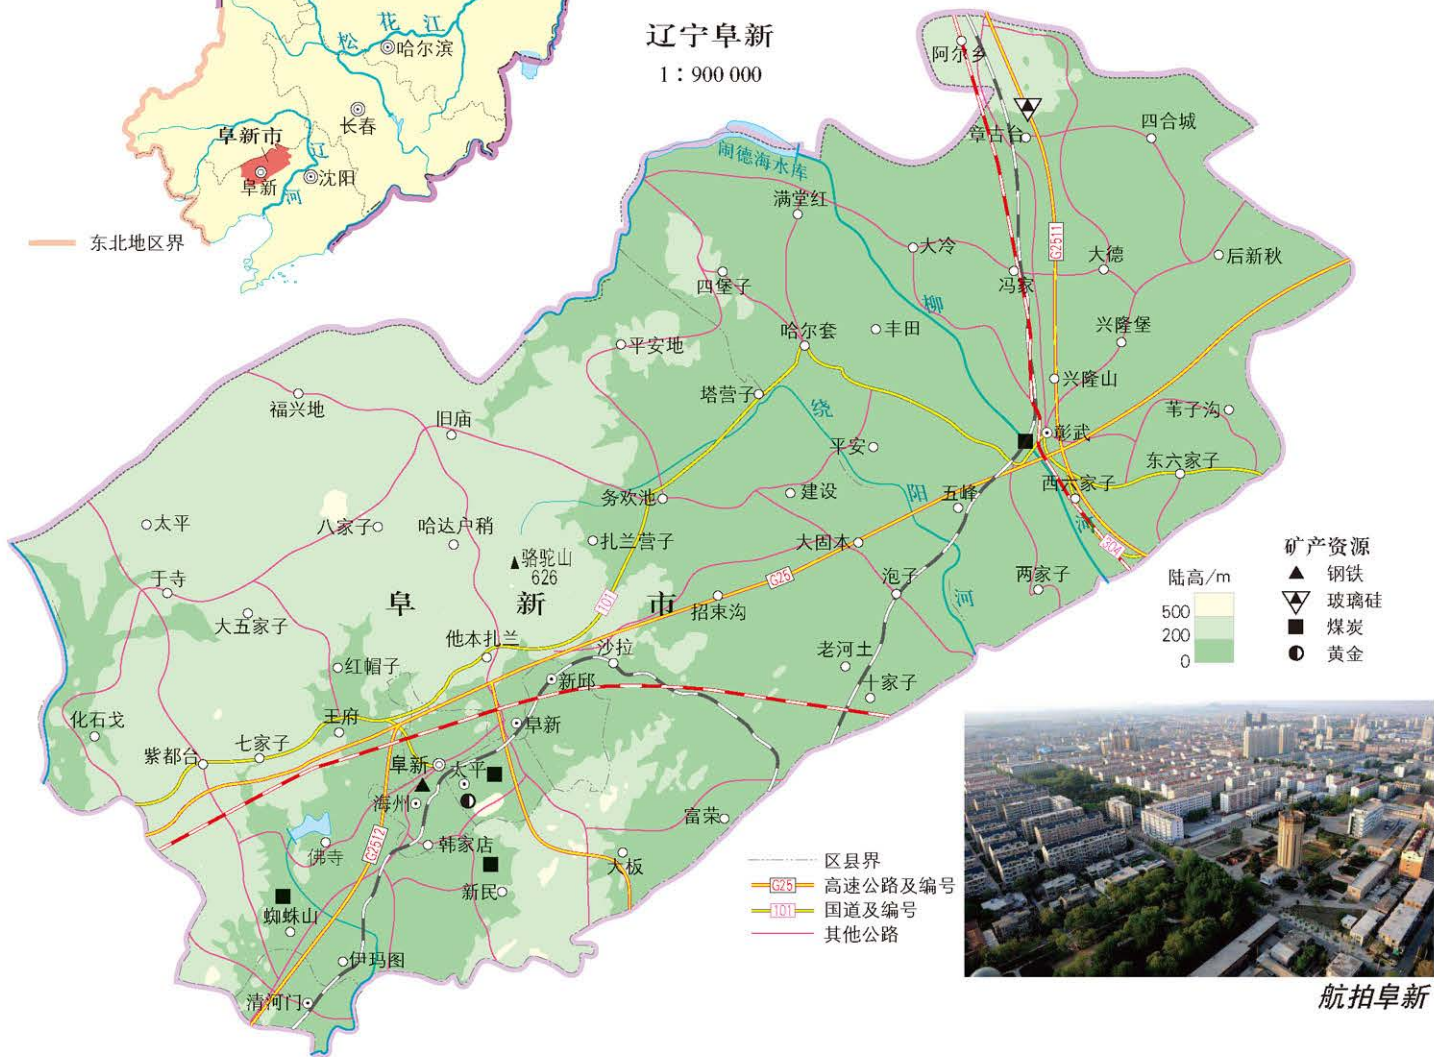 辽宁阜新
1：900 000
松花江
哈尔滨
长春
阜新市
辽河
阜新
沈阳
东北地区界
阿尔乡
章古台
四合城
闹德海水库
满堂红
大冷
冯家
大德
后新秋
G2511
四堡子
柳河
兴隆堡
哈尔套
丰田
平安地
兴隆山
塔营子
绕阳河
苇子沟
福兴地
旧庙
平安
彰武
东六家子
务欢池
建设
五峰
西六家子
太平
八家子
哈达户稍
扎兰营子
大固本
304
骆驼山
626
于寺
阜新市
101
G25
招束沟
泡子
两家子
大五家子
他本扎兰
沙拉
老河土
红帽子
新邱
十家子
化石戈
王府
阜新
紫都台
七家子
阜新
太平
海州
富荣
G2512
佛寺
韩家店
大板
新民
蜘蛛山
伊玛图
清河门
矿产资源
钢铁
玻璃硅
煤炭
黄金
陆高/m
500
200
0
区县界
G25 高速公路及编号
101 国道及编号
其他公路
航拍阜新